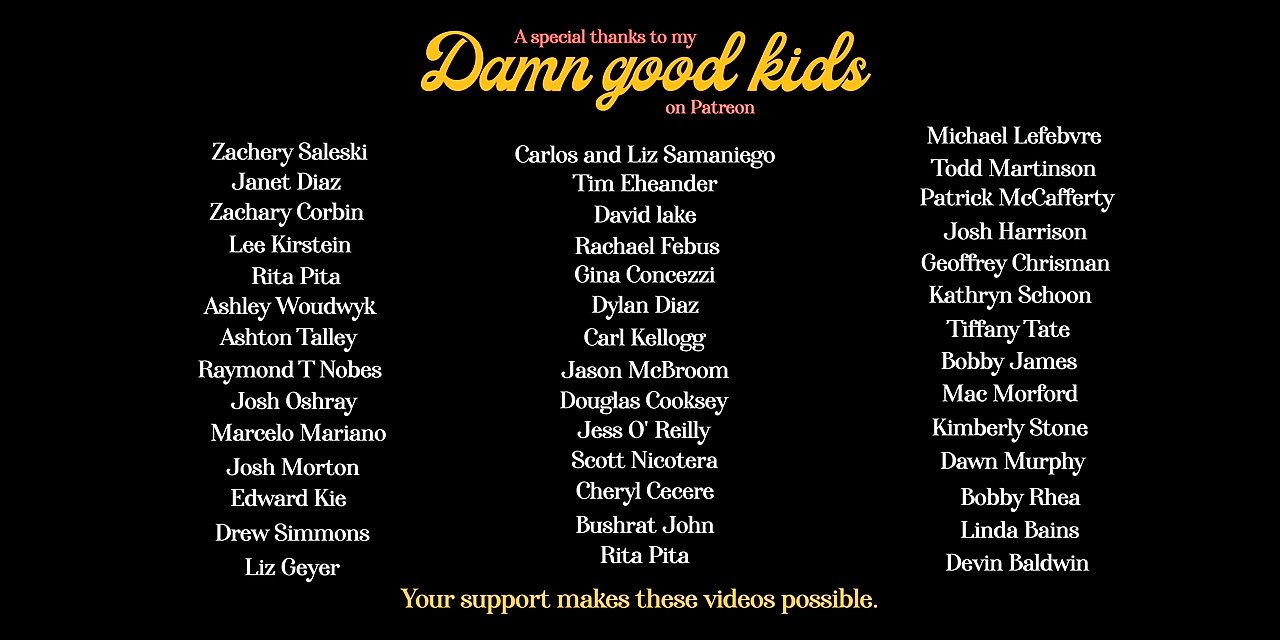 A special thanks to my
Damn good kids
on Patreon
Zachery Saleski
Janet Diaz
Zachary Corbin
Lee Kirstein
Rita Pita
Ashley Woudwyk
Ashton Talley
Raymond T Nobes
Josh Oshray
Marcelo Mariano
Josh Morton
Edward Kie
Drew Simmons
Liz Geyer
Carlos and Liz Samaniego
Tim Eheander
David lake
Rachael Febus
Gina Concezzi
Dylan Diaz
Carl Kellogg
Jason McBroom
Douglas Cooksey
Jess O' Reilly
Scott Nicotera
Cheryl Cecere
Bushrat John
Rita Pita
Michael Lefebvre
Todd Martinson
Patrick McCafferty
Josh Harrison
Geoffrey Chrisman
Kathryn Schoon
Tiffany Tate
Bobby James
Mac Morford
Kimberly Stone
Dawn Murphy
Bobby Rhea
Linda Bains
Devin Baldwin
Your support makes these videos possible.